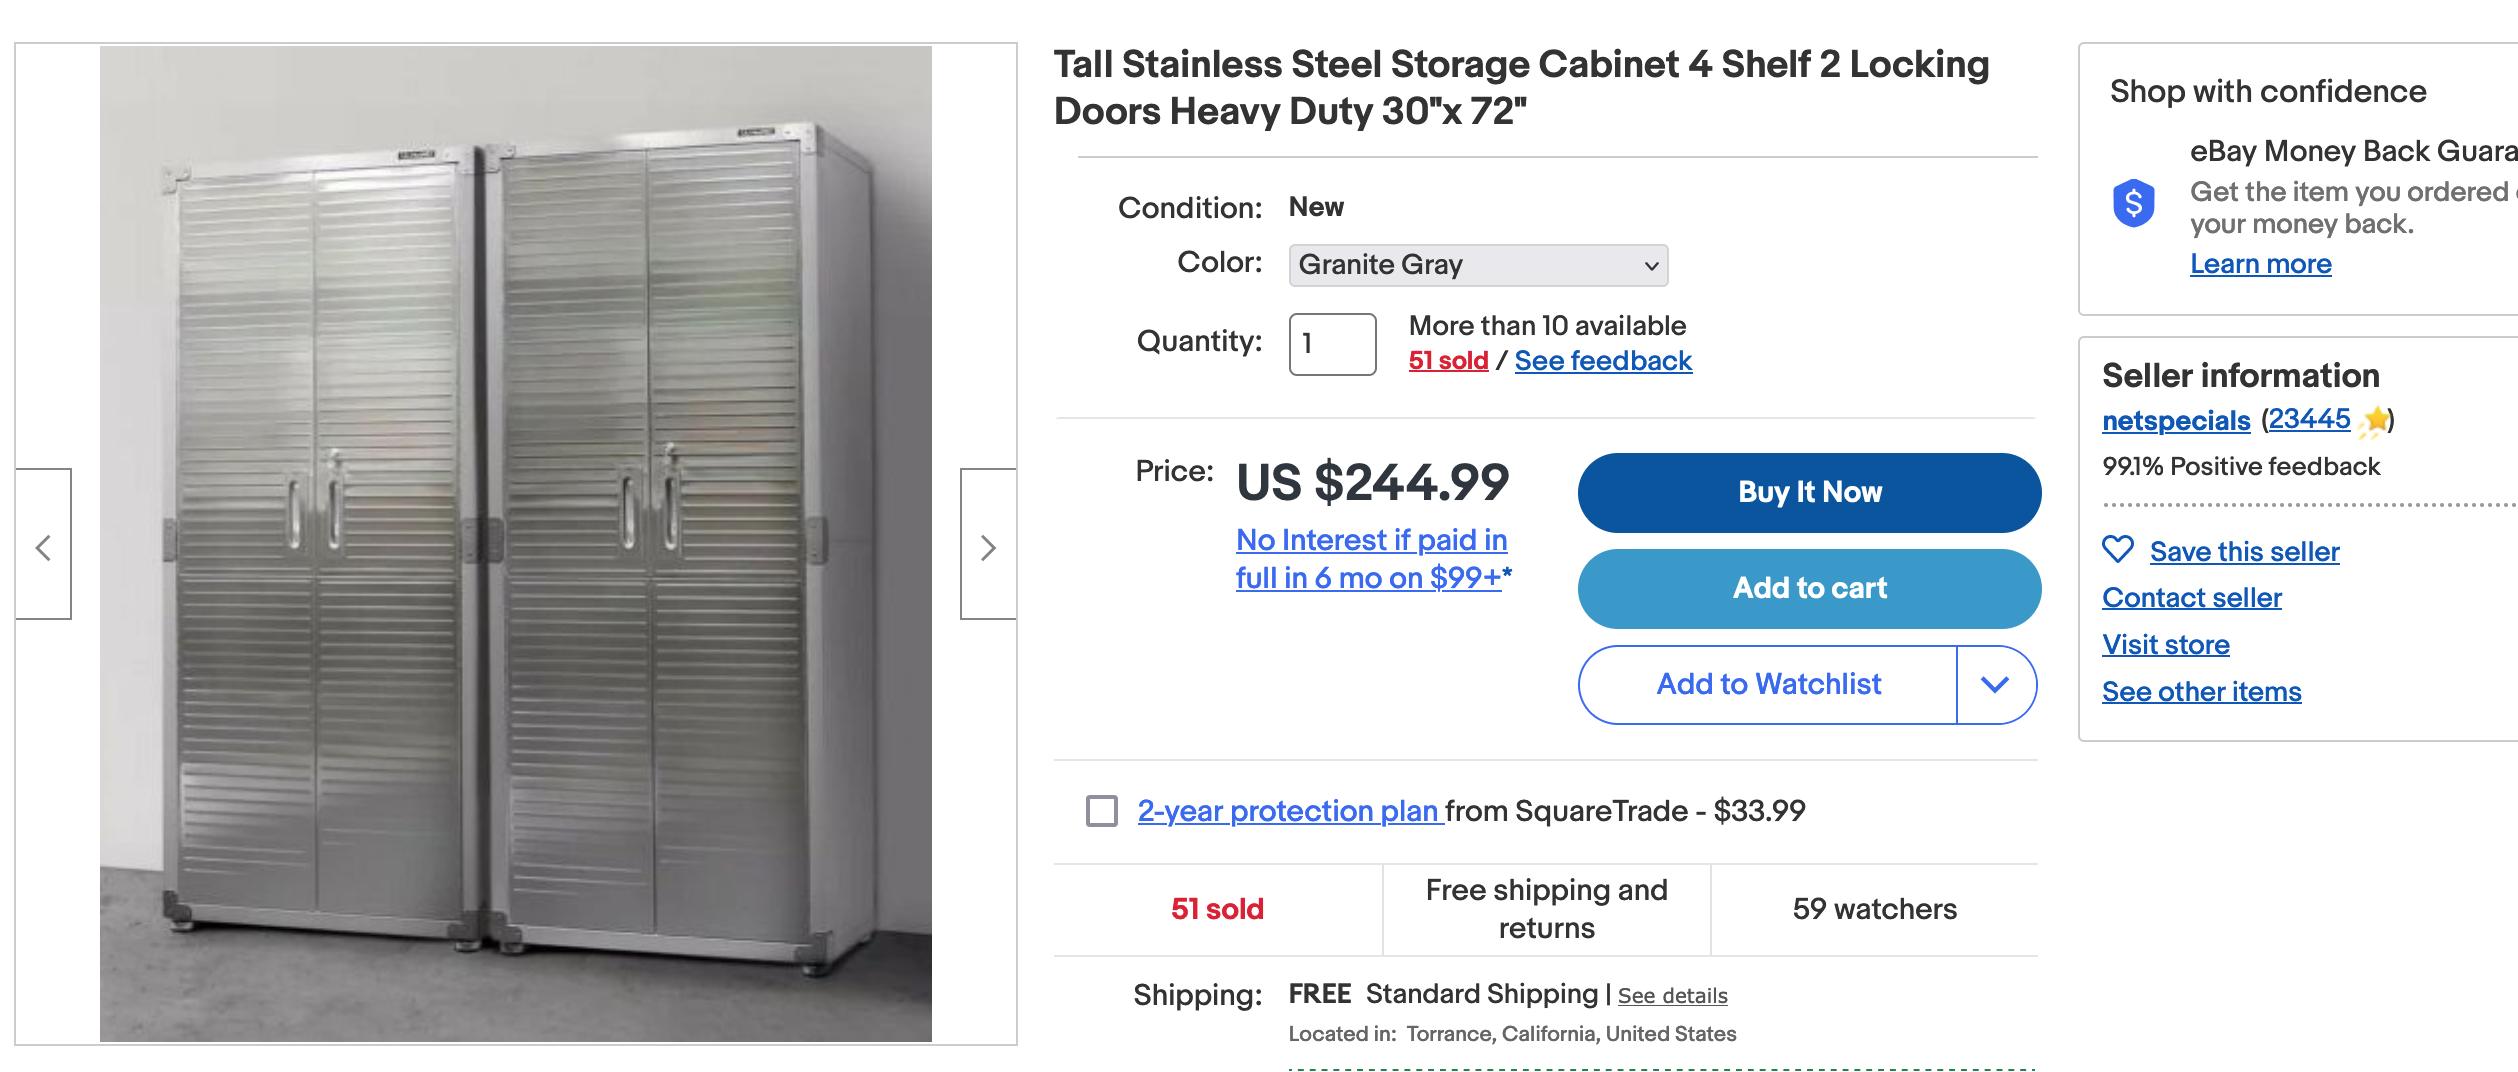 Tall Stainless Steel Storage Cabinet 4 Shelf 2 Locking
Doors Heavy Duty 30"x 72"
Condition: New
Color: Granite Gray
Quantity: 1
More than 10 available
51 sold / See feedback
Price: US $244.99
No Interest if paid in
full in 6 mo on $99+*
Buy It Now
Add to cart
Add to Watchlist
2-year protection plan from SquareTrade - $33.99
51 sold
Free shipping and
returns
59 watchers
Shipping: FREE Standard Shipping | See details
Located in: Torrance, California, United States
Shop with confidence
eBay Money Back Guara
Get the item you ordered
your money back.
Learn more
Seller information
netspecials (23445)
99.1% Positive feedback
Save this seller
Contact seller
Visit store
See other items